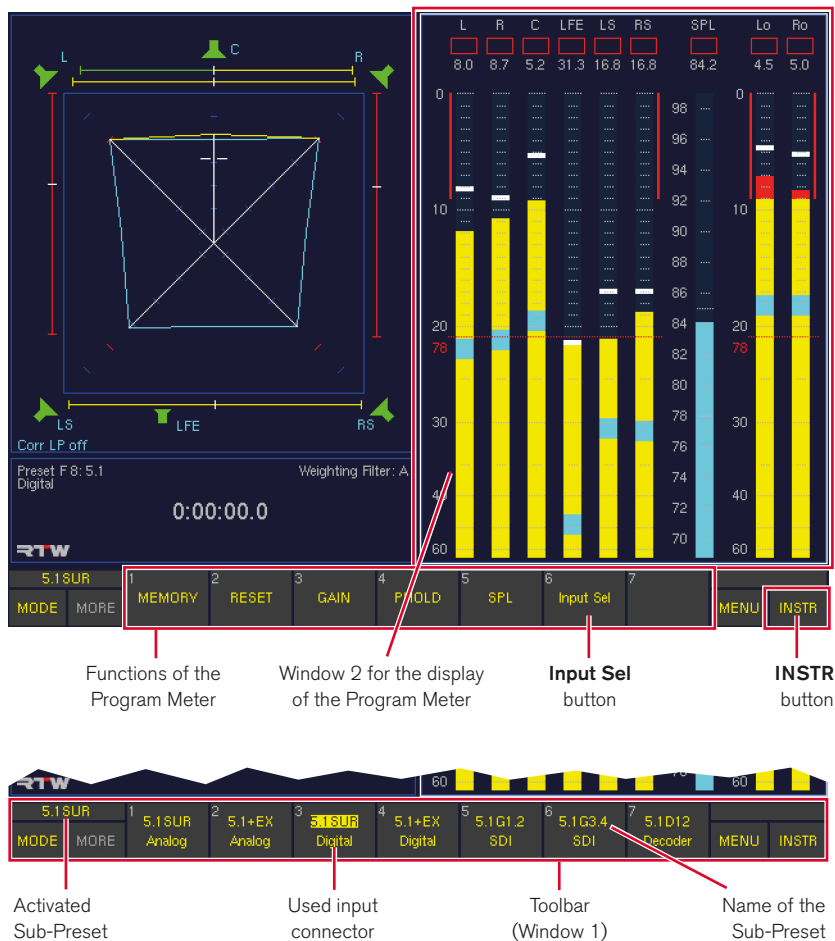 L R C LFE LS RS SPL Lo Ro
8.0 8.7 5.2 31.3 16.8 16.8 84.2 4.5 5.0
C
L R
LS LFE RS
Corr LP off
0
10
20
78
30
40
60
98
96
94
92
90
88
86
84
82
80
78
76
74
72
70
0
10
20
78
30
40
60
Preset F 8: 5.1 Weighting Filter: A
Digital
0:00:00.0
RTW
5.1SUR 1 2 3 4 5 6 7
MODE MORE MEMORY RESET GAIN PHOLD SPL Input Sel MENU INSTR
Functions of the
Program Meter
Window 2 for the display
of the Program Meter
Input Sel
button
INSTR
button
RTW
60 60
5.1SUR 1 5.1SUR 2 5.1+EX 3 5.1SUR 4 5.1+EX 5 5.1G1.2 6 5.1G3.4 7 5.1D12
MODE MORE Analog Analog Digital Digital SDI SDI Decoder MENU INSTR
Activated
Sub-Preset
Used input
connector
Toolbar
(Window 1)
Name of the
Sub-Preset